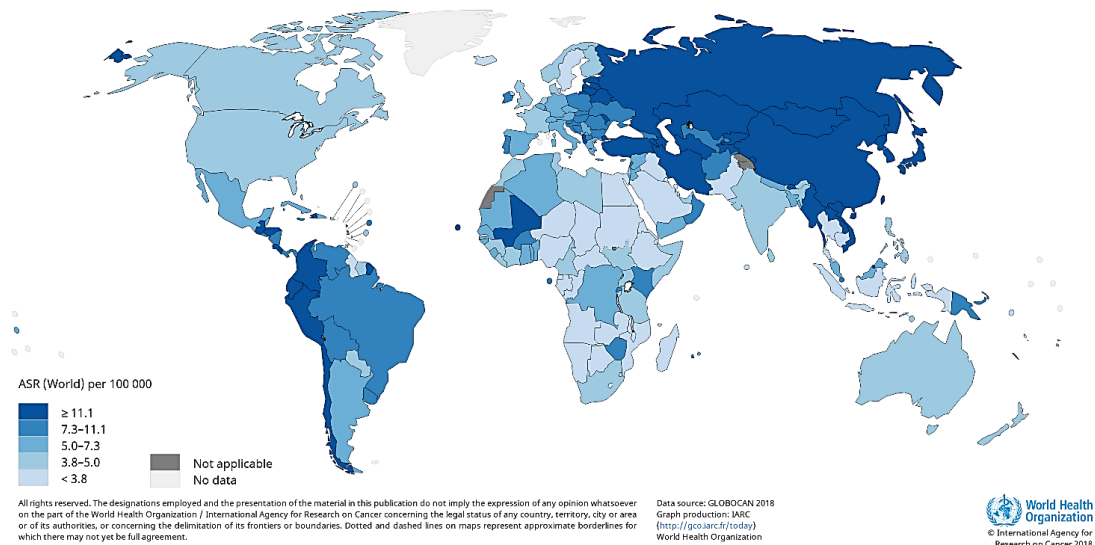 ASR (World) per 100 000
≥ 11.1
7.3–11.1
5.0–7.3
3.8–5.0
< 3.8
Not applicable
No data
All rights reserved. The designations employed and the presentation of the material in this publication do not imply the expression of any opinion whatsoever
on the part of the World Health Organization / International Agency for Research on Cancer concerning the legal status of any country, territory, city or area
or of its authorities, or concerning the delimitation of its frontiers or boundaries. Dotted and dashed lines on maps represent approximate borderlines for
which there may not yet be full agreement.
Data source: GLOBOCAN 2018
Graph production: IARC
(http://gco.iarc.fr/today)
World Health Organization
World Health
Organization
© International Agency for
Research on Cancer 2018